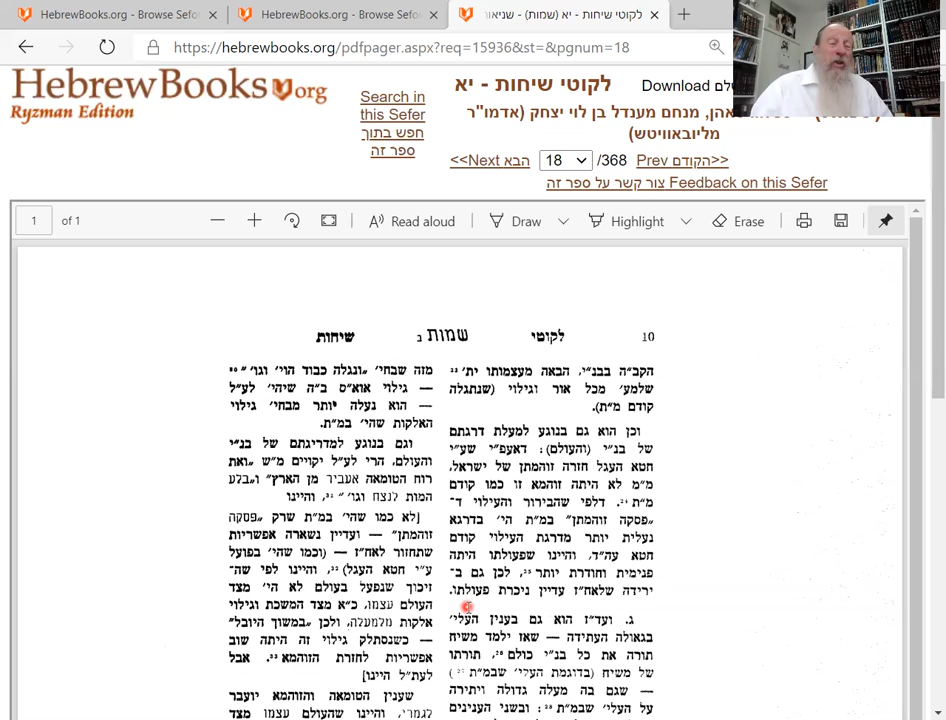 HebrewBooks.org - Browse Sefo
HebrewBooks.org - Browse Sefo
לקוטי שיחות - יא (שמות) - שניאור
https://hebrewbooks.org/pdfpager.aspx?req=15936&st=&pgnum=18
HebrewBooks.org
Ryzman Edition
Search in
this Sefer
חפש בתוך
ספר זה
לקוטי שיחות - יא
Download
מנחם מענדל בן לוי יצחק (אדמו"ר
מליובאוויטש)
<<Next הבא 18 /368 Prev הקודם>>
צור קשר על ספר זה Feedback on this Sefer
1 of 1
Read aloud
Draw
Highlight
Erase
10 לקוטי שמות ב שיחות
הקב״ה בבנ״י, הבאה מעצמותו ית׳
שלמע׳ מכל אור וגילוי (שנתגלה
קודם מ״ת).
וכן הוא גם בנוגע למעלת דרגתם
של בנ״י (והעולם): דאעפ״י שע״י
חטא העגל חזרה זוהמתן של ישראל,
מ״מ לא היתה זוהמא זו כמו קודם
מ״ת. דלפי שהבירור והעילוי ד־
״פסקה זוהמתן״ במ״ת הי׳ בדרגא
נעלית יותר מדרגת העילוי קודם
חטא עה״ד, והיינו שפעולתו היתה
פנימית וחודרת יותר, לכן גם ב־
ירידה שלאח״ז עדיין ניכרת פעולתו.
ג. ועד״ז הוא גם בענין העלי׳
בגאולה העתידה — שאז ילמד משיח
תורה את כל בנ״י כולם, תורתו
של משיח (בדוגמת העלי׳ שבמ״ת)
— שגם בה מעלה גדולה ויתירה
על העלי׳ שבמ״ת: ובשני הענינים
מזה שבחי׳ ״ונגלה כבוד הוי׳ וגו׳״
— גילוי אוא״ס ב״ה שיהי׳ לע״ל
— הוא נעלה יותר מבחי׳ גילוי
האלקות שהי׳ במ״ת.
וגם בנוגע למדריגתם של בנ״י
והעולם, הרי לע״ל יקויים מ״ש ״ואת
רוח הטומאה אעביר מן הארץ״ ו״בלע
המות לנצח וגו׳״, והיינו
[לא כמו שהי׳ במ״ת שרק ״פסקה
זוהמתן״ — ועדיין נשארה אפשריות
שתחזור לאח״ז — (וכמו שהי׳ בפועל
ע״י חטא העגל), והיינו לפי שה־
זיכוך שנפעל בעולם לא הי׳ מצד
העולם עצמו, כ״א מצד המשכת וגילוי
אלקות מלמעלה, ולכן ״במשוך היובל״
— כשנסתלק גילוי זה היתה שוב
אפשריות לחזרת הזוהמא. אבל
לעת״ל היינו]
שענין הטומאה והזוהמא יועבר
לגמרי, והיינו שהעולם עצמו מצד